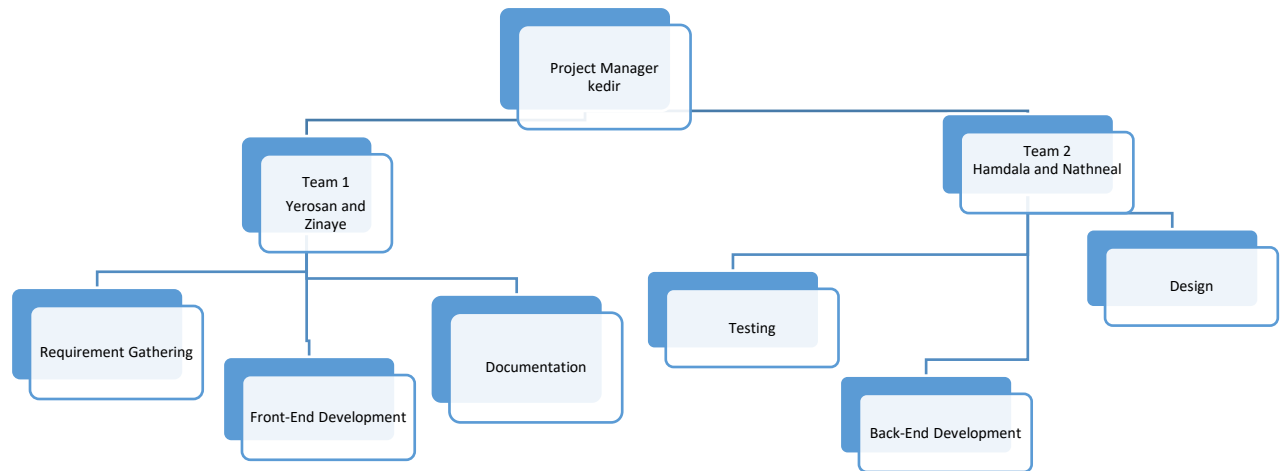 Project Manager
kedir
Team 1
Yerosan and
Zinaye
Team 2
Hamdala and Nathneal
Requirement Gathering
Front-End Development
Documentation
Testing
Back-End Development
Design